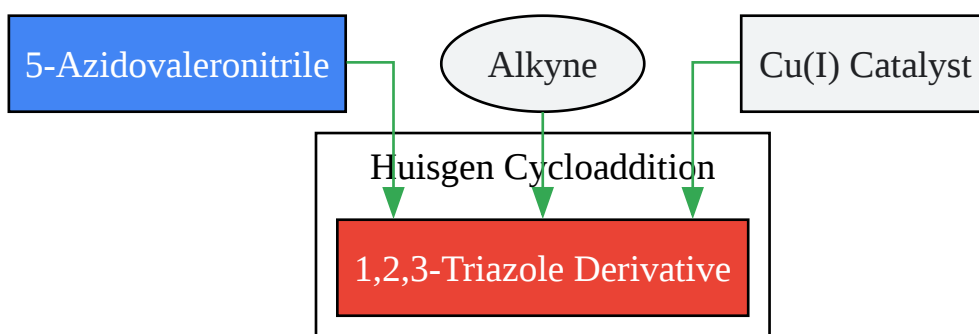 5-Azidovaleronitrile
Alkyne
Cu(I) Catalyst
Huisgen Cycloaddition
1,2,3-Triazole Derivative